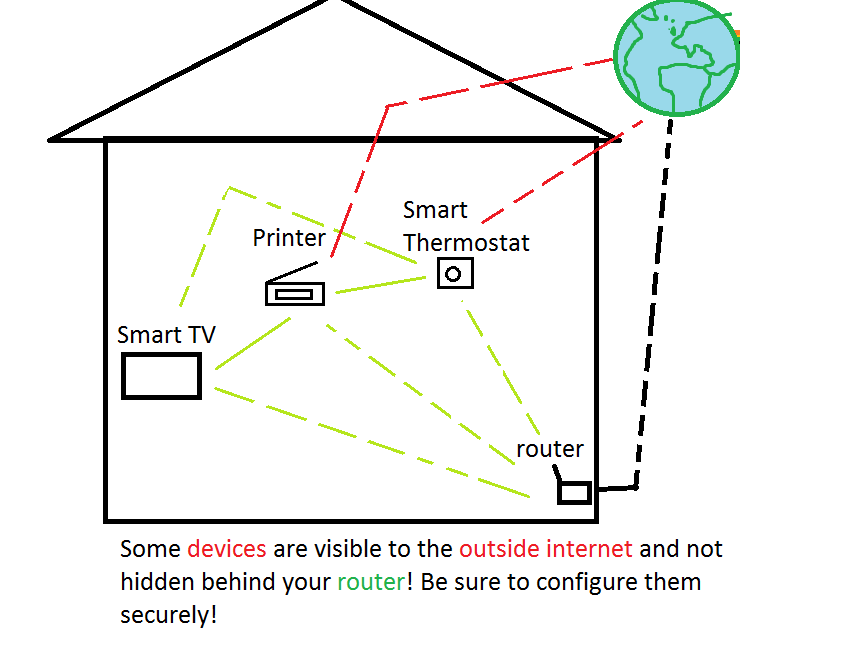 Smart
Thermostat
Printer
Smart TV
router
Some devices are visible to the outside internet and not
hidden behind your router! Be sure to configure them
securely!